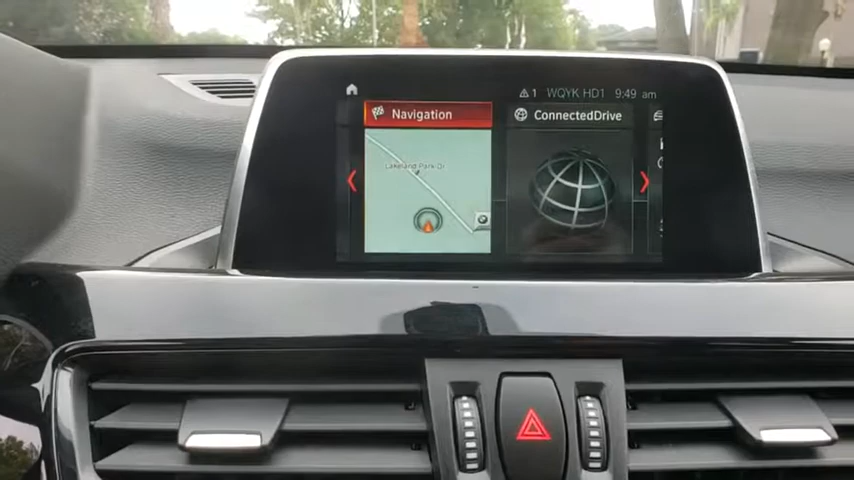 1 WQYK HD1 9:49 am
Navigation
ConnectedDrive
Lakeland Park Dr